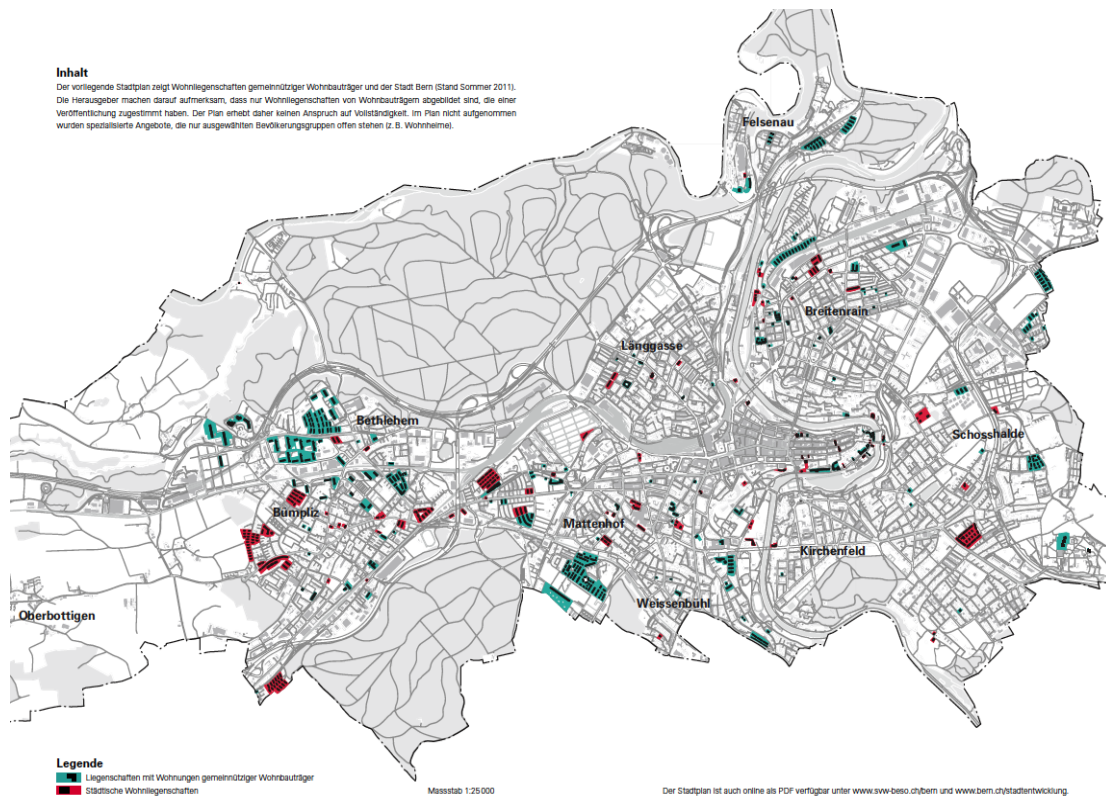 Inhalt
Der vorliegende Stadtplan zeigt Wohnliegenschaften gemeinnütziger Wohnbauträger und der Stadt Bern (Stand Sommer 2011).
Die Herausgeber machen darauf aufmerksam, dass nur Wohnliegenschaften von Wohnbauträgern abgebildet sind, die einer
Veröffentlichung zugestimmt haben. Der Plan erhebt daher keinen Anspruch auf Vollständigkeit. Im Plan nicht aufgenommen
wurden spezialisierte Angebote, die nur ausgewählten Bevölkerungsgruppen offen stehen (z. B. Wohnheime).
Felsenau
Breitenrain
Länggasse
Bethlehem
Schosshalde
Bümpliz
Mattenhof
Kirchenfeld
Weissenbühl
Oberbottigen
Legende
Liegenschaften mit Wohnungen gemeinnütziger Wohnbauträger
Städtische Wohnliegenschaften
Massstab 1:25 000
Der Stadtplan ist auch online als PDF verfügbar unter www.svw-beso.ch/bern und www.bern.ch/stadtentwicklung.